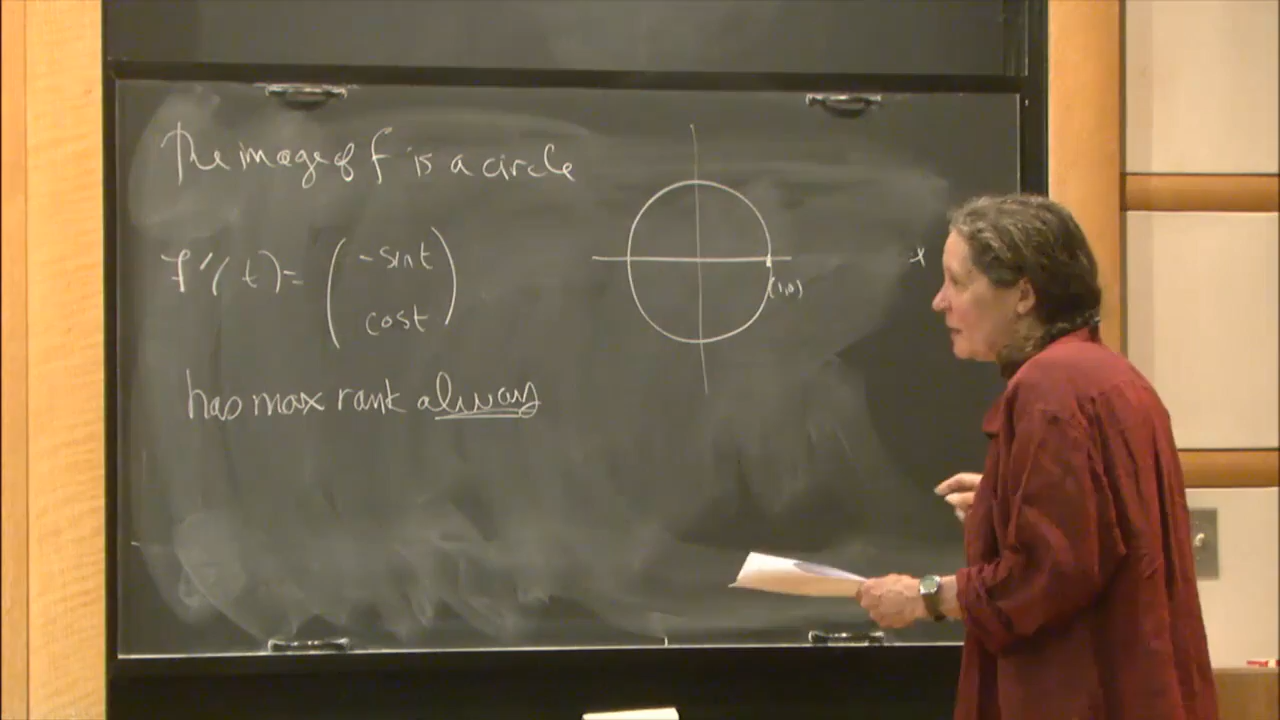 The image of f is a circle
f'(t) = ( -sin t
cos t )
(1,0)
x
has max rank always